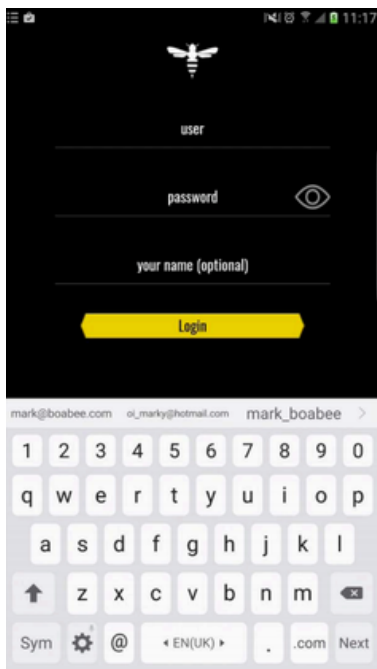 11:17
user
password
your name (optional)
Login
mark@boabee.com oi_marky@hotmail.com mark_boabee
1 2 3 4 5 6 7 8 9 0
q w e r t y u i o p
a s d f g h j k l
z x c v b n m
Sym @ EN(UK) . .com Next